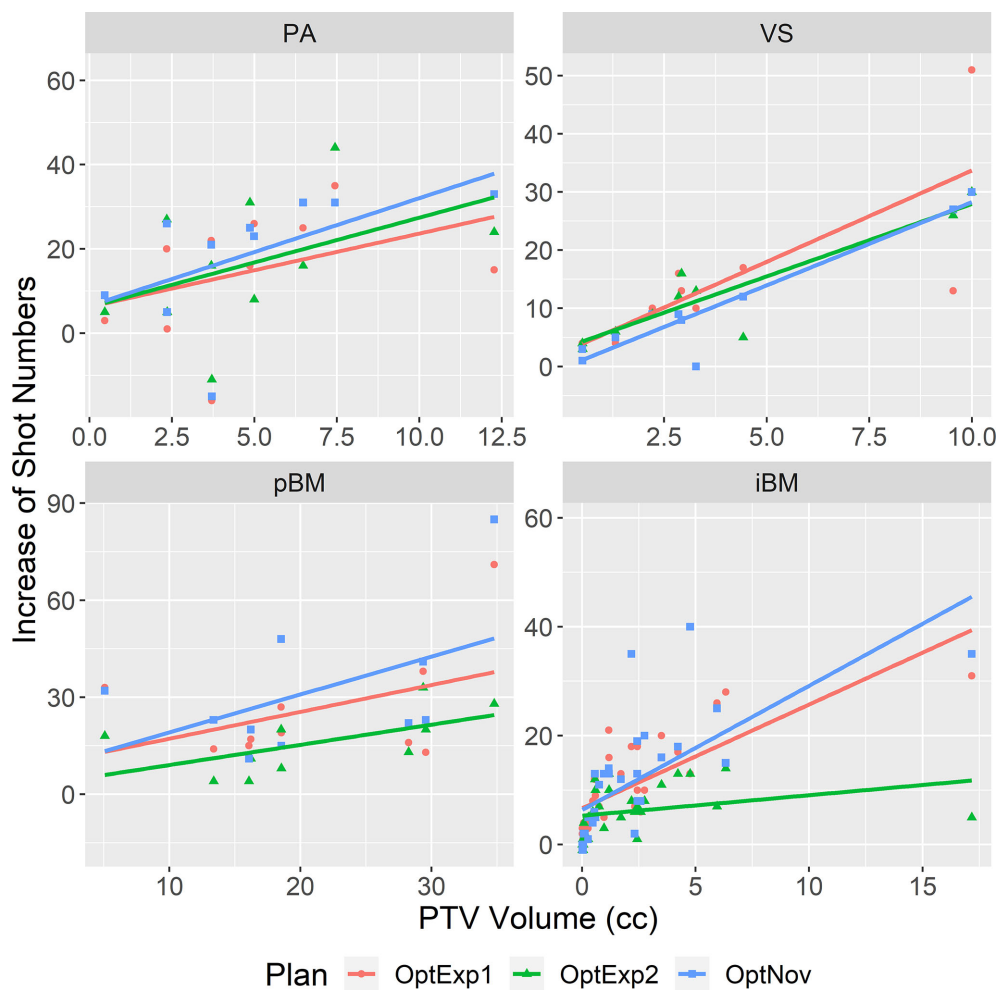 PA
VS
60
40
20
0
0.0 2.5 5.0 7.5 10.0 12.5
50
40
30
20
10
0
2.5 5.0 7.5 10.0
pBM
iBM
90
60
30
0
10 20 30
60
40
20
0
0 5 10 15
Increase of Shot Numbers
PTV Volume (cc)
Plan OptExp1 OptExp2 OptNov